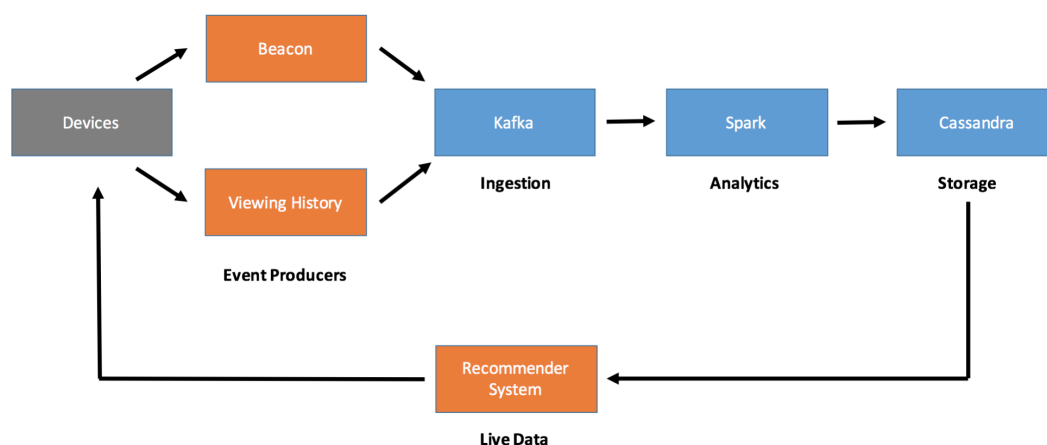 Beacon
Devices
Kafka
Spark
Cassandra
Ingestion
Analytics
Storage
Viewing History
Event Producers
Recommender
System
Live Data